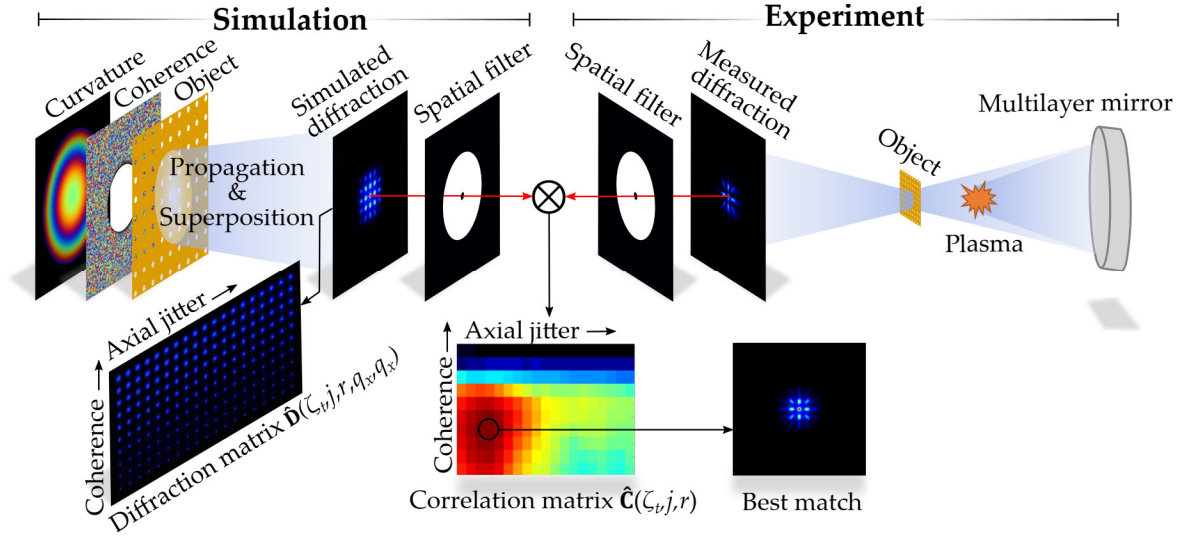 Simulation
Experiment
Curvature
Coherence
Object
Simulated
diffraction
Spatial filter
Spatial filter
Measured
diffraction
Object
Multilayer mirror
Propagation
&
Superposition
Plasma
Axial jitter
Coherence
Diffraction matrix D̂(ζₜ,j,r,qₓ,qₓ)
Axial jitter
Coherence
Correlation matrix Ĉ(ζₜ,j,r)
Best match